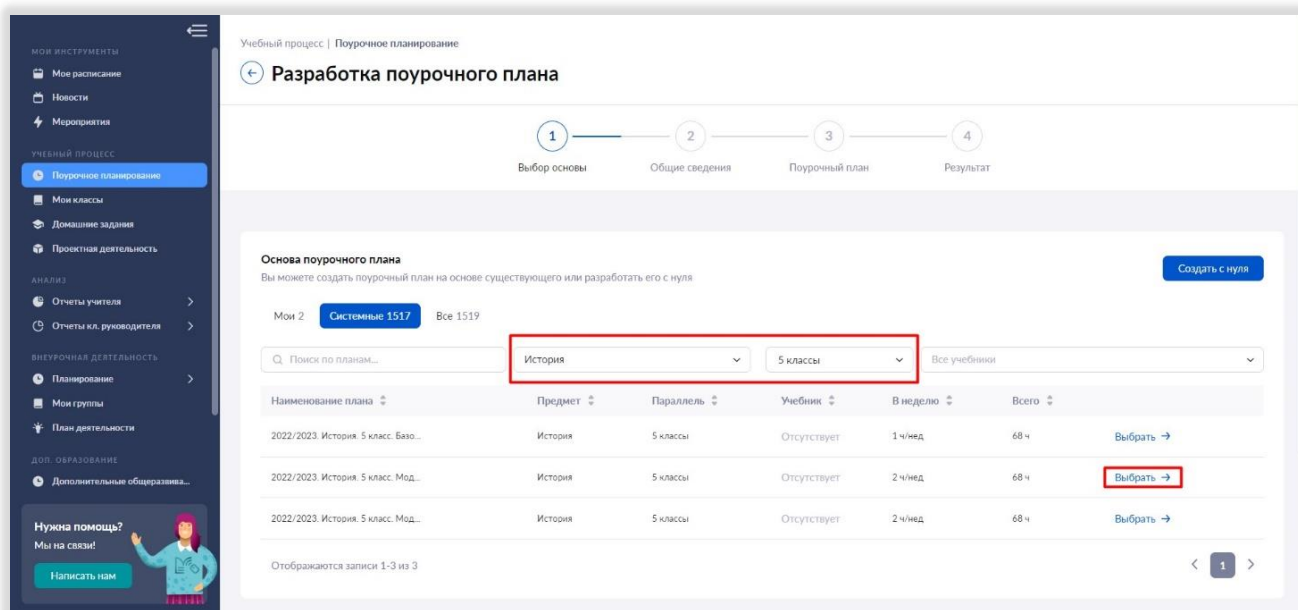 МОИ ИНСТРУМЕНТЫ
Мое расписание
Новости
Мероприятия
УЧЕБНЫЙ ПРОЦЕСС
Поурочное планирование
Мои классы
Домашние задания
Проектная деятельность
АНАЛИЗ
Отчеты учителя
Отчеты кл. руководителя
ВНЕУРОЧНАЯ ДЕЯТЕЛЬНОСТЬ
Планирование
Мои группы
План деятельности
ДОП. ОБРАЗОВАНИЕ
Дополнительные общеразвива...
Нужна помощь?
Мы на связи!
Написать нам
Учебный процесс | Поурочное планирование
Разработка поурочного плана
1 2 3 4
Выбор основы Общие сведения Поурочный план Результат
Основа поурочного плана
Вы можете создать поурочный план на основе существующего или разработать его с нуля
Создать с нуля
Мои 2 Системные 1517 Все 1519
Поиск по планам... История 5 классы Все учебники
Наименование плана Предмет Параллель Учебник В неделю Всего
2022/2023. История. 5 класс. Базо... История 5 классы Отсутствует 1 ч/нед 68 ч Выбрать →
2022/2023. История. 5 класс. Мод... История 5 классы Отсутствует 2 ч/нед 68 ч Выбрать →
2022/2023. История. 5 класс. Мод... История 5 классы Отсутствует 2 ч/нед 68 ч Выбрать →
Отображаются записи 1-3 из 3 < 1 >